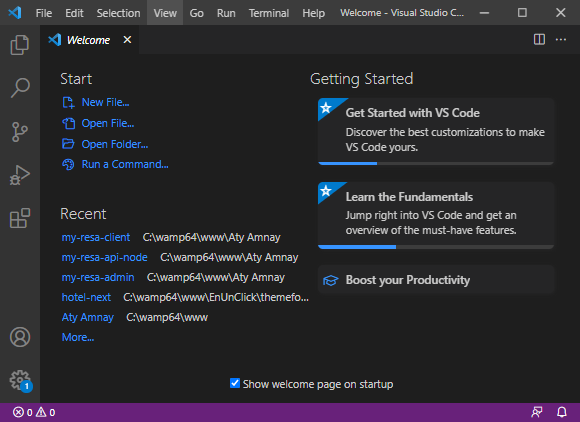 File Edit Selection View Go Run Terminal Help Welcome - Visual Studio C...
Welcome
Start
New File...
Open File...
Open Folder...
Run a Command...
Recent
my-resa-client C:\wamp64\www\Aty Amnay
my-resa-api-node C:\wamp64\www\Aty Amnay
my-resa-admin C:\wamp64\www\Aty Amnay
hotel-next C:\wamp64\www\EnUnClick\themefo...
Aty Amnay C:\wamp64\www
More...
Getting Started
Get Started with VS Code
Discover the best customizations to make
VS Code yours.
Learn the Fundamentals
Jump right into VS Code and get an
overview of the must-have features.
Boost your Productivity
Show welcome page on startup
1
0 0